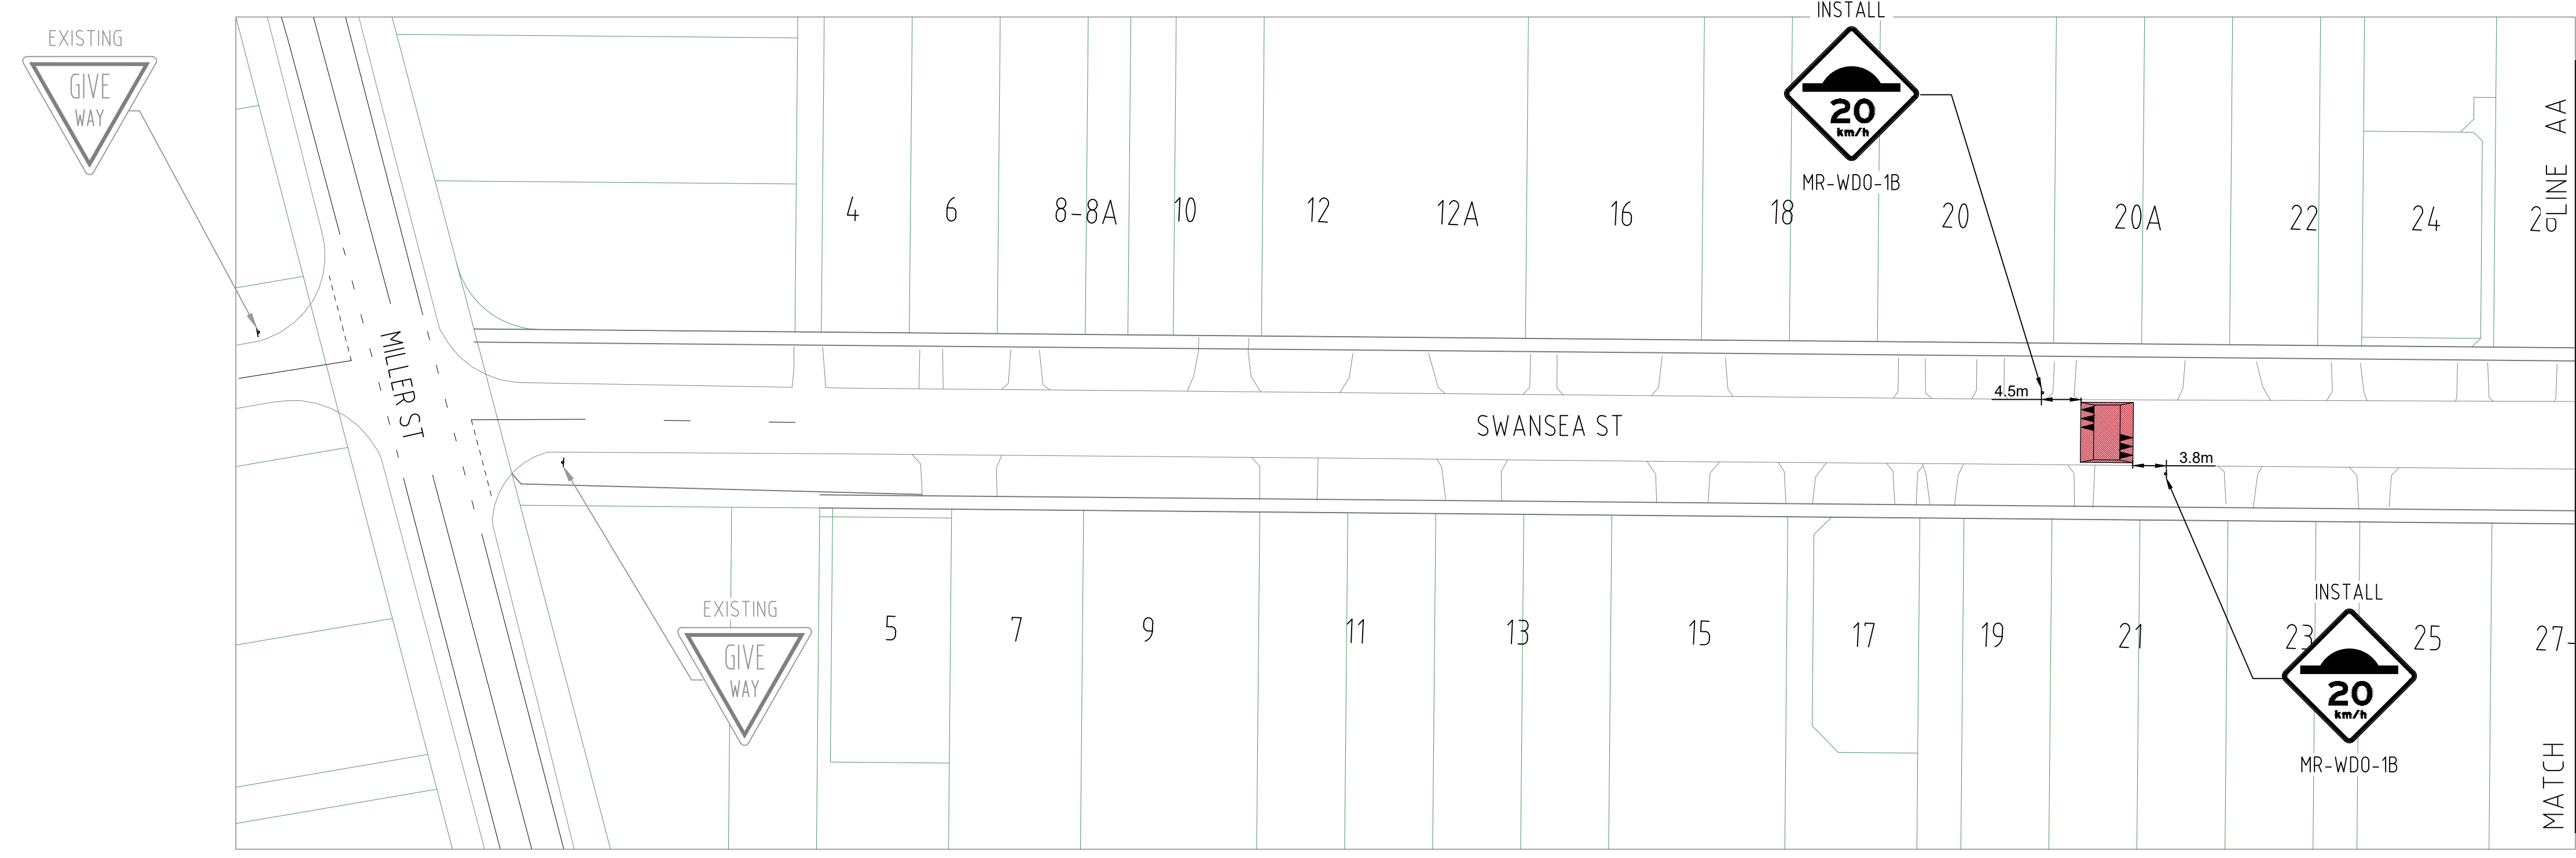 INSTALL
20
km/h
MR-WDO-1B
EXISTING
GIVE
WAY
4
6
8-8A
10
12
12A
16
18
20
20A
22
24
26
MATCH LINE AA
MILLER ST
SWANSEA ST
4.5m
3.8m
EXISTING
GIVE
WAY
5
7
9
11
13
15
17
19
21
23
25
27-
INSTALL
20
km/h
MR-WDO-1B